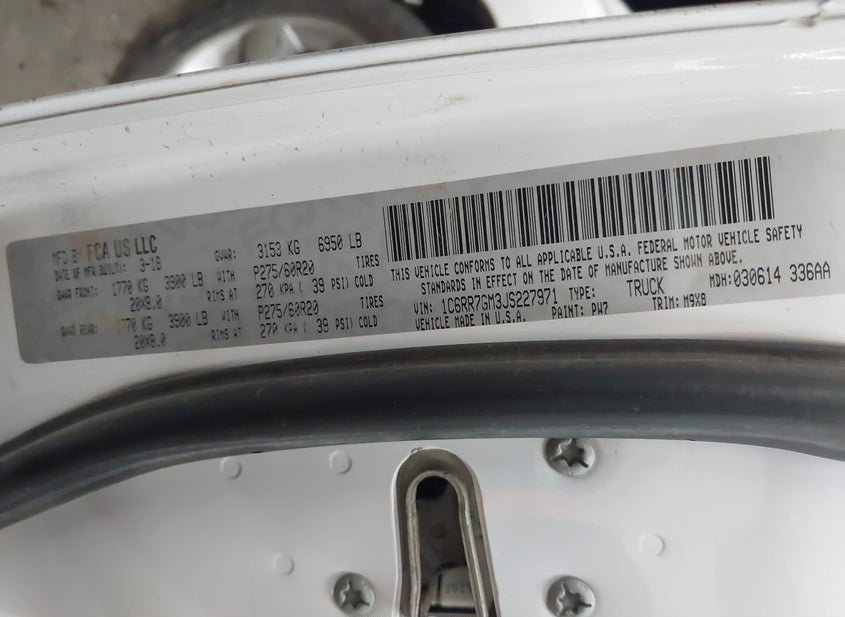 MFD BY FCA US LLC
DATE OF MFR (BUILT): 3-18 GVWR: 3153 KG 6950 LB
GAWR FRONT: 1770 KG 3900 LB WITH P275/60R20 TIRES
20X8.0 RIMS AT 270 KPA ( 39 PSI) COLD
GAWR REAR: 1770 KG 3900 LB WITH P275/60R20 TIRES
20X8.0 RIMS AT 270 KPA ( 39 PSI) COLD
THIS VEHICLE CONFORMS TO ALL APPLICABLE U.S.A. FEDERAL MOTOR VEHICLE SAFETY
STANDARDS IN EFFECT ON THE DATE OF MANUFACTURE SHOWN ABOVE.
VIN: 1C6RR7GM3JS227971 TYPE: TRUCK MDH: 030614 336AA
VEHICLE MADE IN U.S.A. PAINT: PW7 TRIM: M9X8